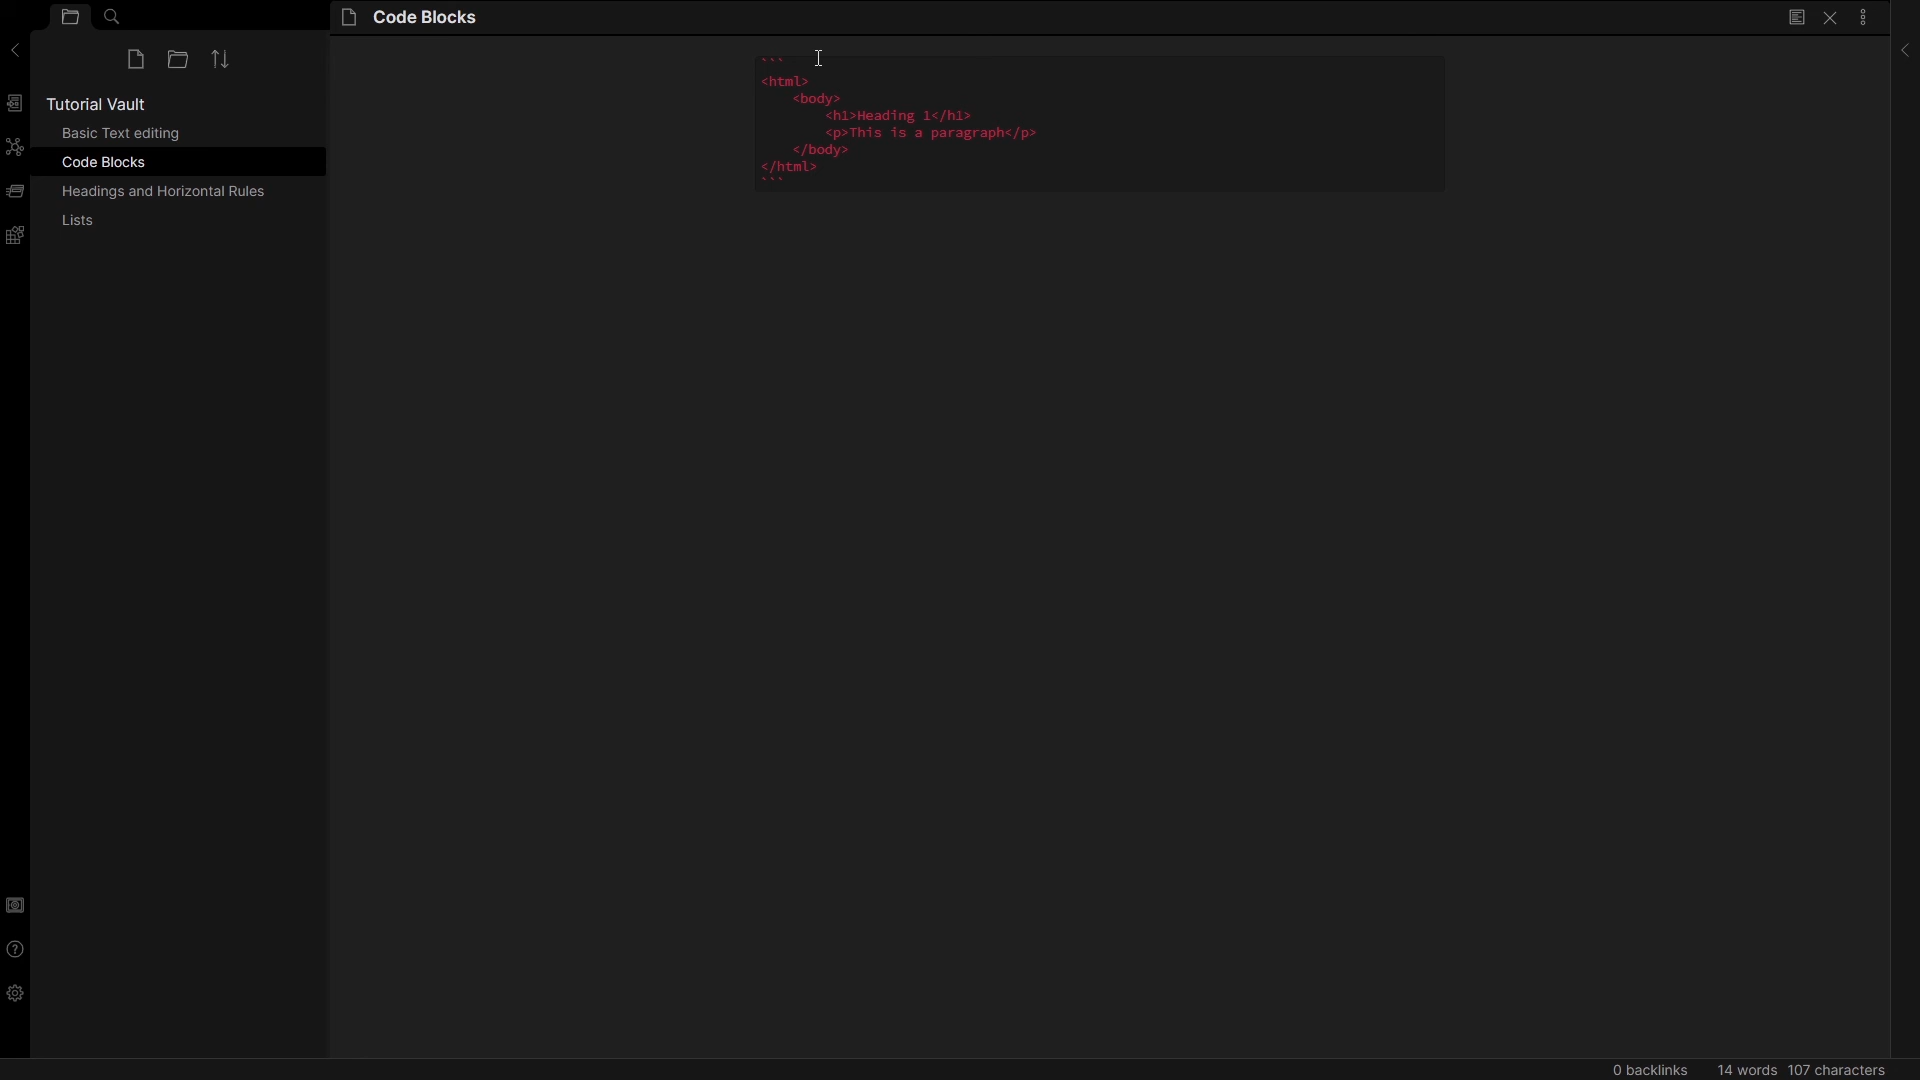 Code Blocks
Tutorial Vault
Basic Text editing
Code Blocks
Headings and Horizontal Rules
Lists
```
<html>
    <body>
        <h1>Heading 1</h1>
        <p>This is a paragraph</p>
    </body>
</html>
```
0 backlinks 14 words 107 characters